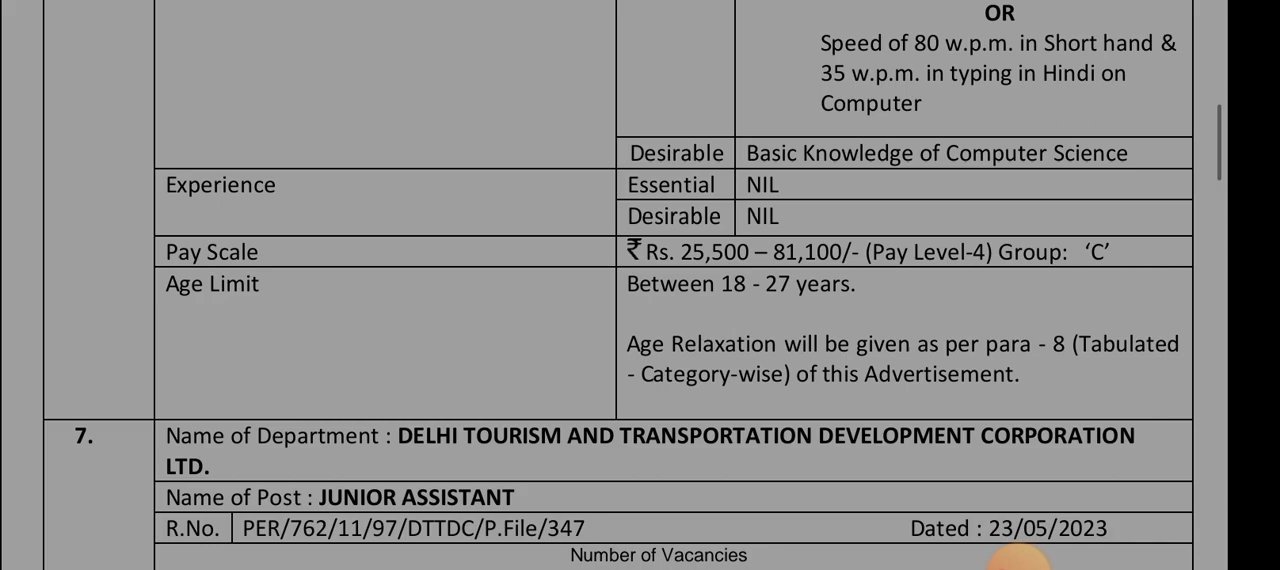 OR
Speed of 80 w.p.m. in Short hand &
35 w.p.m. in typing in Hindi on
Computer
Desirable Basic Knowledge of Computer Science
Experience Essential NIL
Desirable NIL
Pay Scale ₹ Rs. 25,500 – 81,100/- (Pay Level-4) Group: ‘C’
Age Limit Between 18 - 27 years.
Age Relaxation will be given as per para - 8 (Tabulated
- Category-wise) of this Advertisement.
7. Name of Department : DELHI TOURISM AND TRANSPORTATION DEVELOPMENT CORPORATION
LTD.
Name of Post : JUNIOR ASSISTANT
R.No. PER/762/11/97/DTTDC/P.File/347 Dated : 23/05/2023
Number of Vacancies